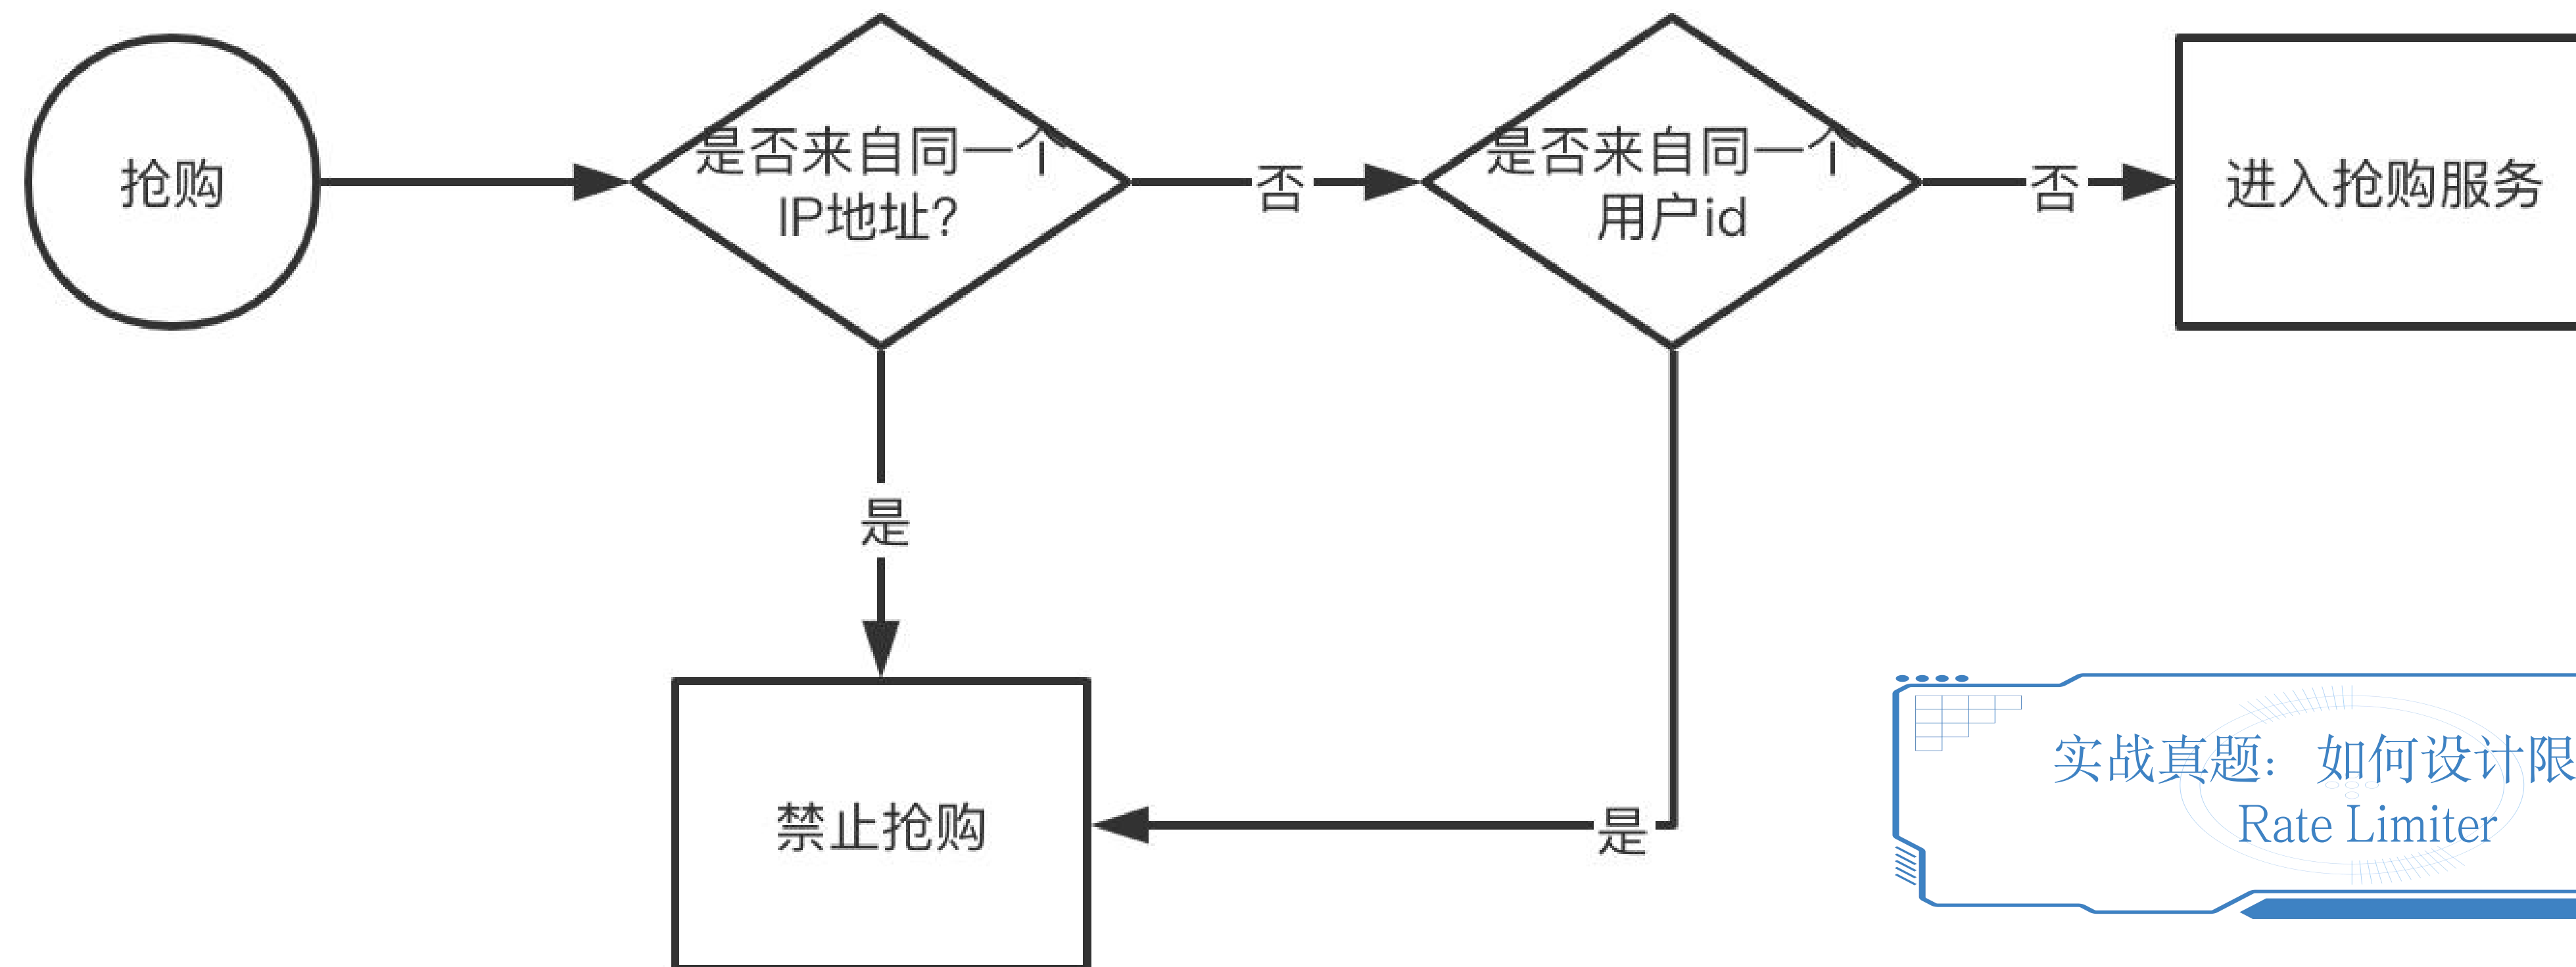 抢购
是否来自同一个
IP地址?
否
是否来自同一个
用户id
否
进入抢购服务
是
禁止抢购
是
实战真题：如何设计限
Rate Limiter